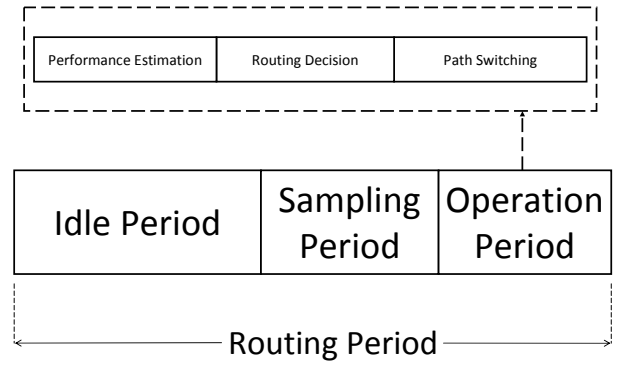 Performance Estimation
Routing Decision
Path Switching
Idle Period
Sampling
Period
Operation
Period
Routing Period